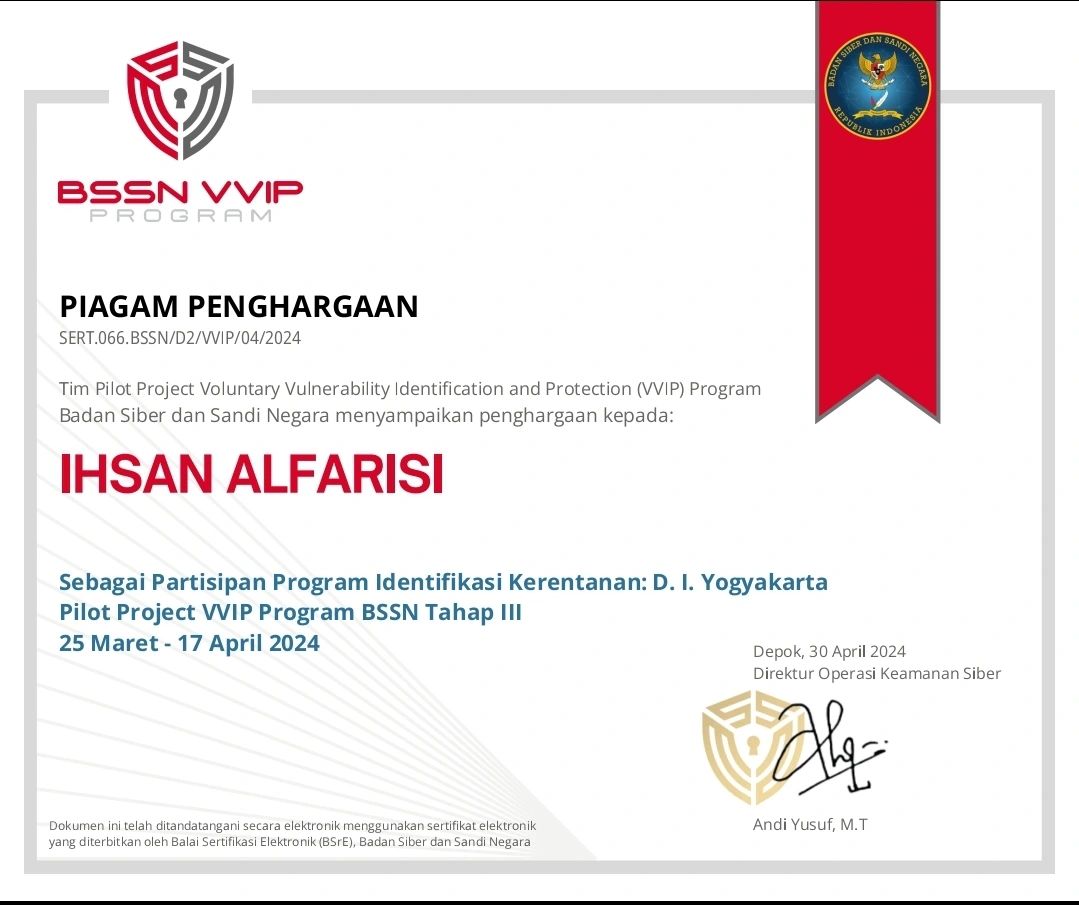 BADAN SIBER DAN SANDI NEGARA
REPUBLIK INDONESIA
BSSN VVIP
PROGRAM
PIAGAM PENGHARGAAN
SERT.066.BSSN/D2/VVIP/04/2024
Tim Pilot Project Voluntary Vulnerability Identification and Protection (VVIP) Program
Badan Siber dan Sandi Negara menyampaikan penghargaan kepada:
IHSAN ALFARISI
Sebagai Partisipan Program Identifikasi Kerentanan: D. I. Yogyakarta
Pilot Project VVIP Program BSSN Tahap III
25 Maret - 17 April 2024
Depok, 30 April 2024
Direktur Operasi Keamanan Siber
Andi Yusuf, M.T
Dokumen ini telah ditandatangani secara elektronik menggunakan sertifikat elektronik
yang diterbitkan oleh Balai Sertifikasi Elektronik (BSrE), Badan Siber dan Sandi Negara